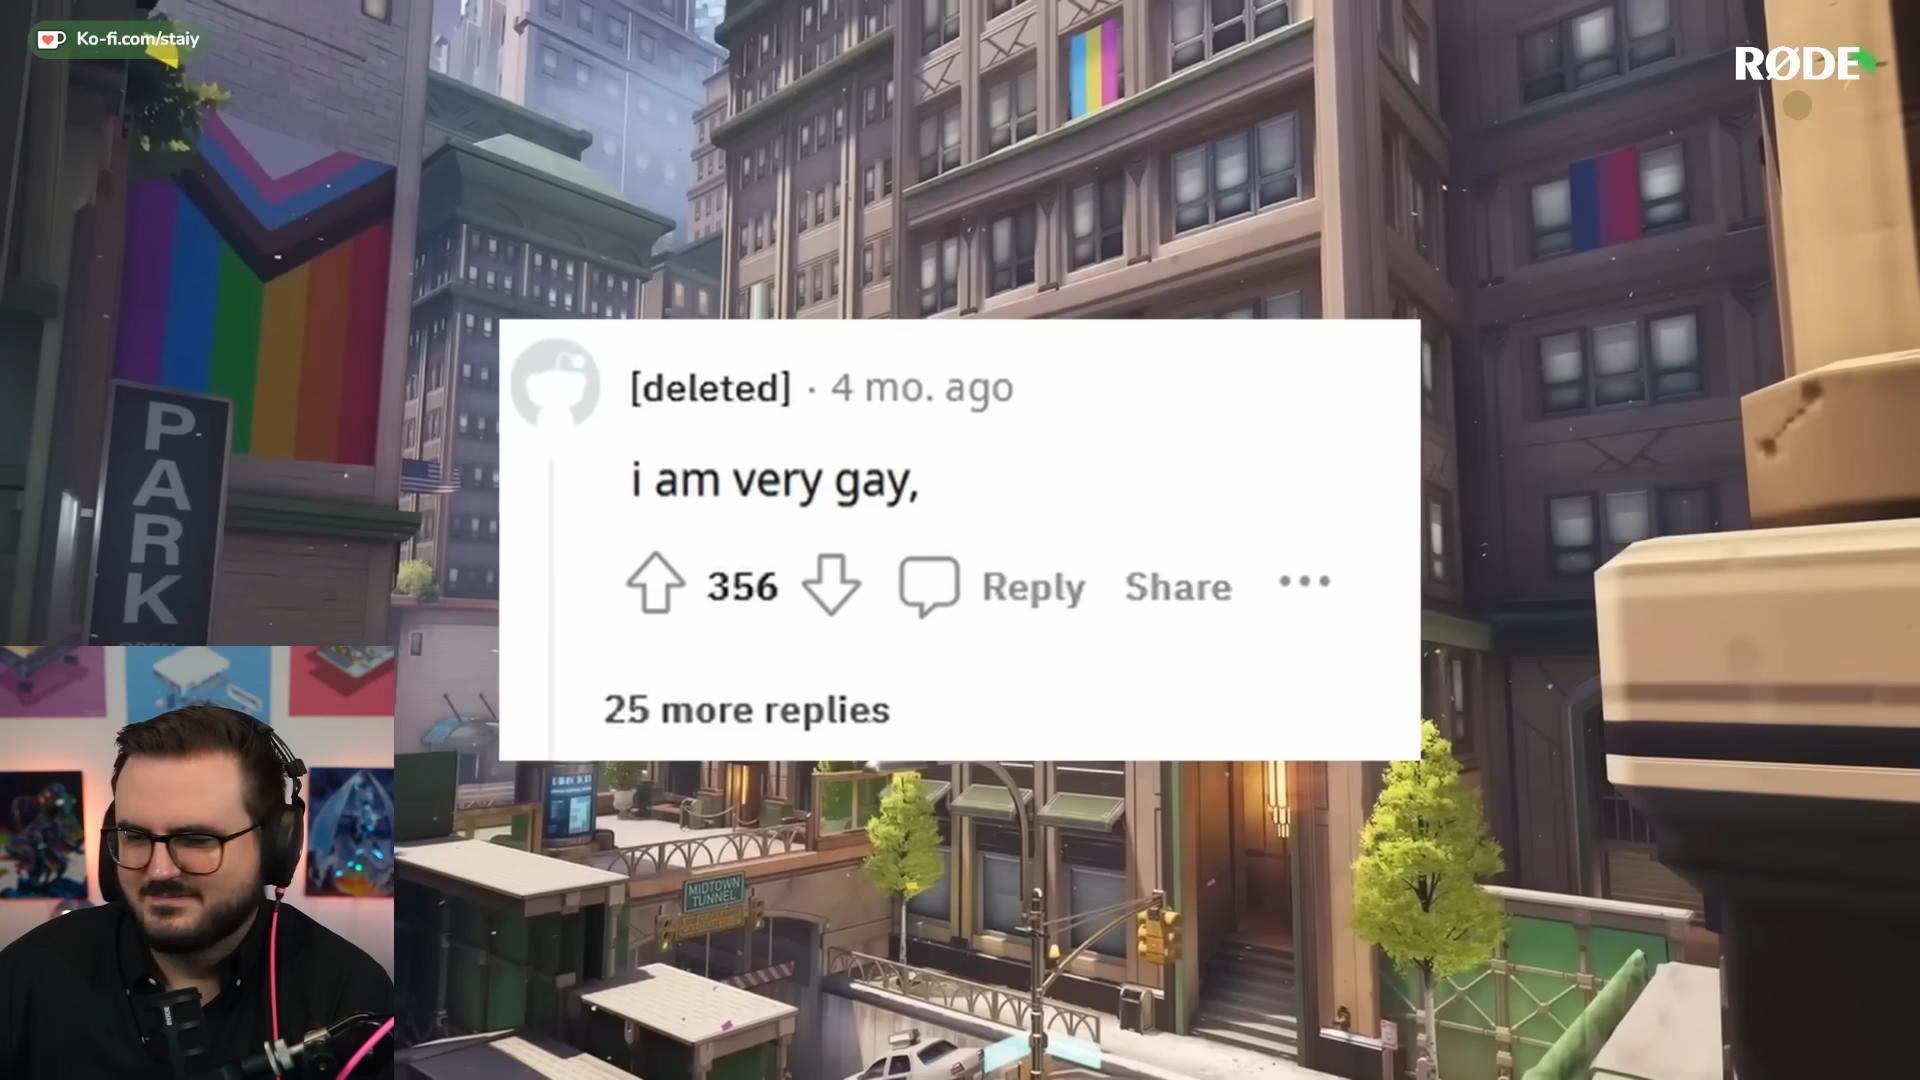 Ko-fi.com/staiy
RØDE
PARK
[deleted] · 4 mo. ago
i am very gay,
356
Reply
Share
25 more replies
MIDTOWN
TUNNEL